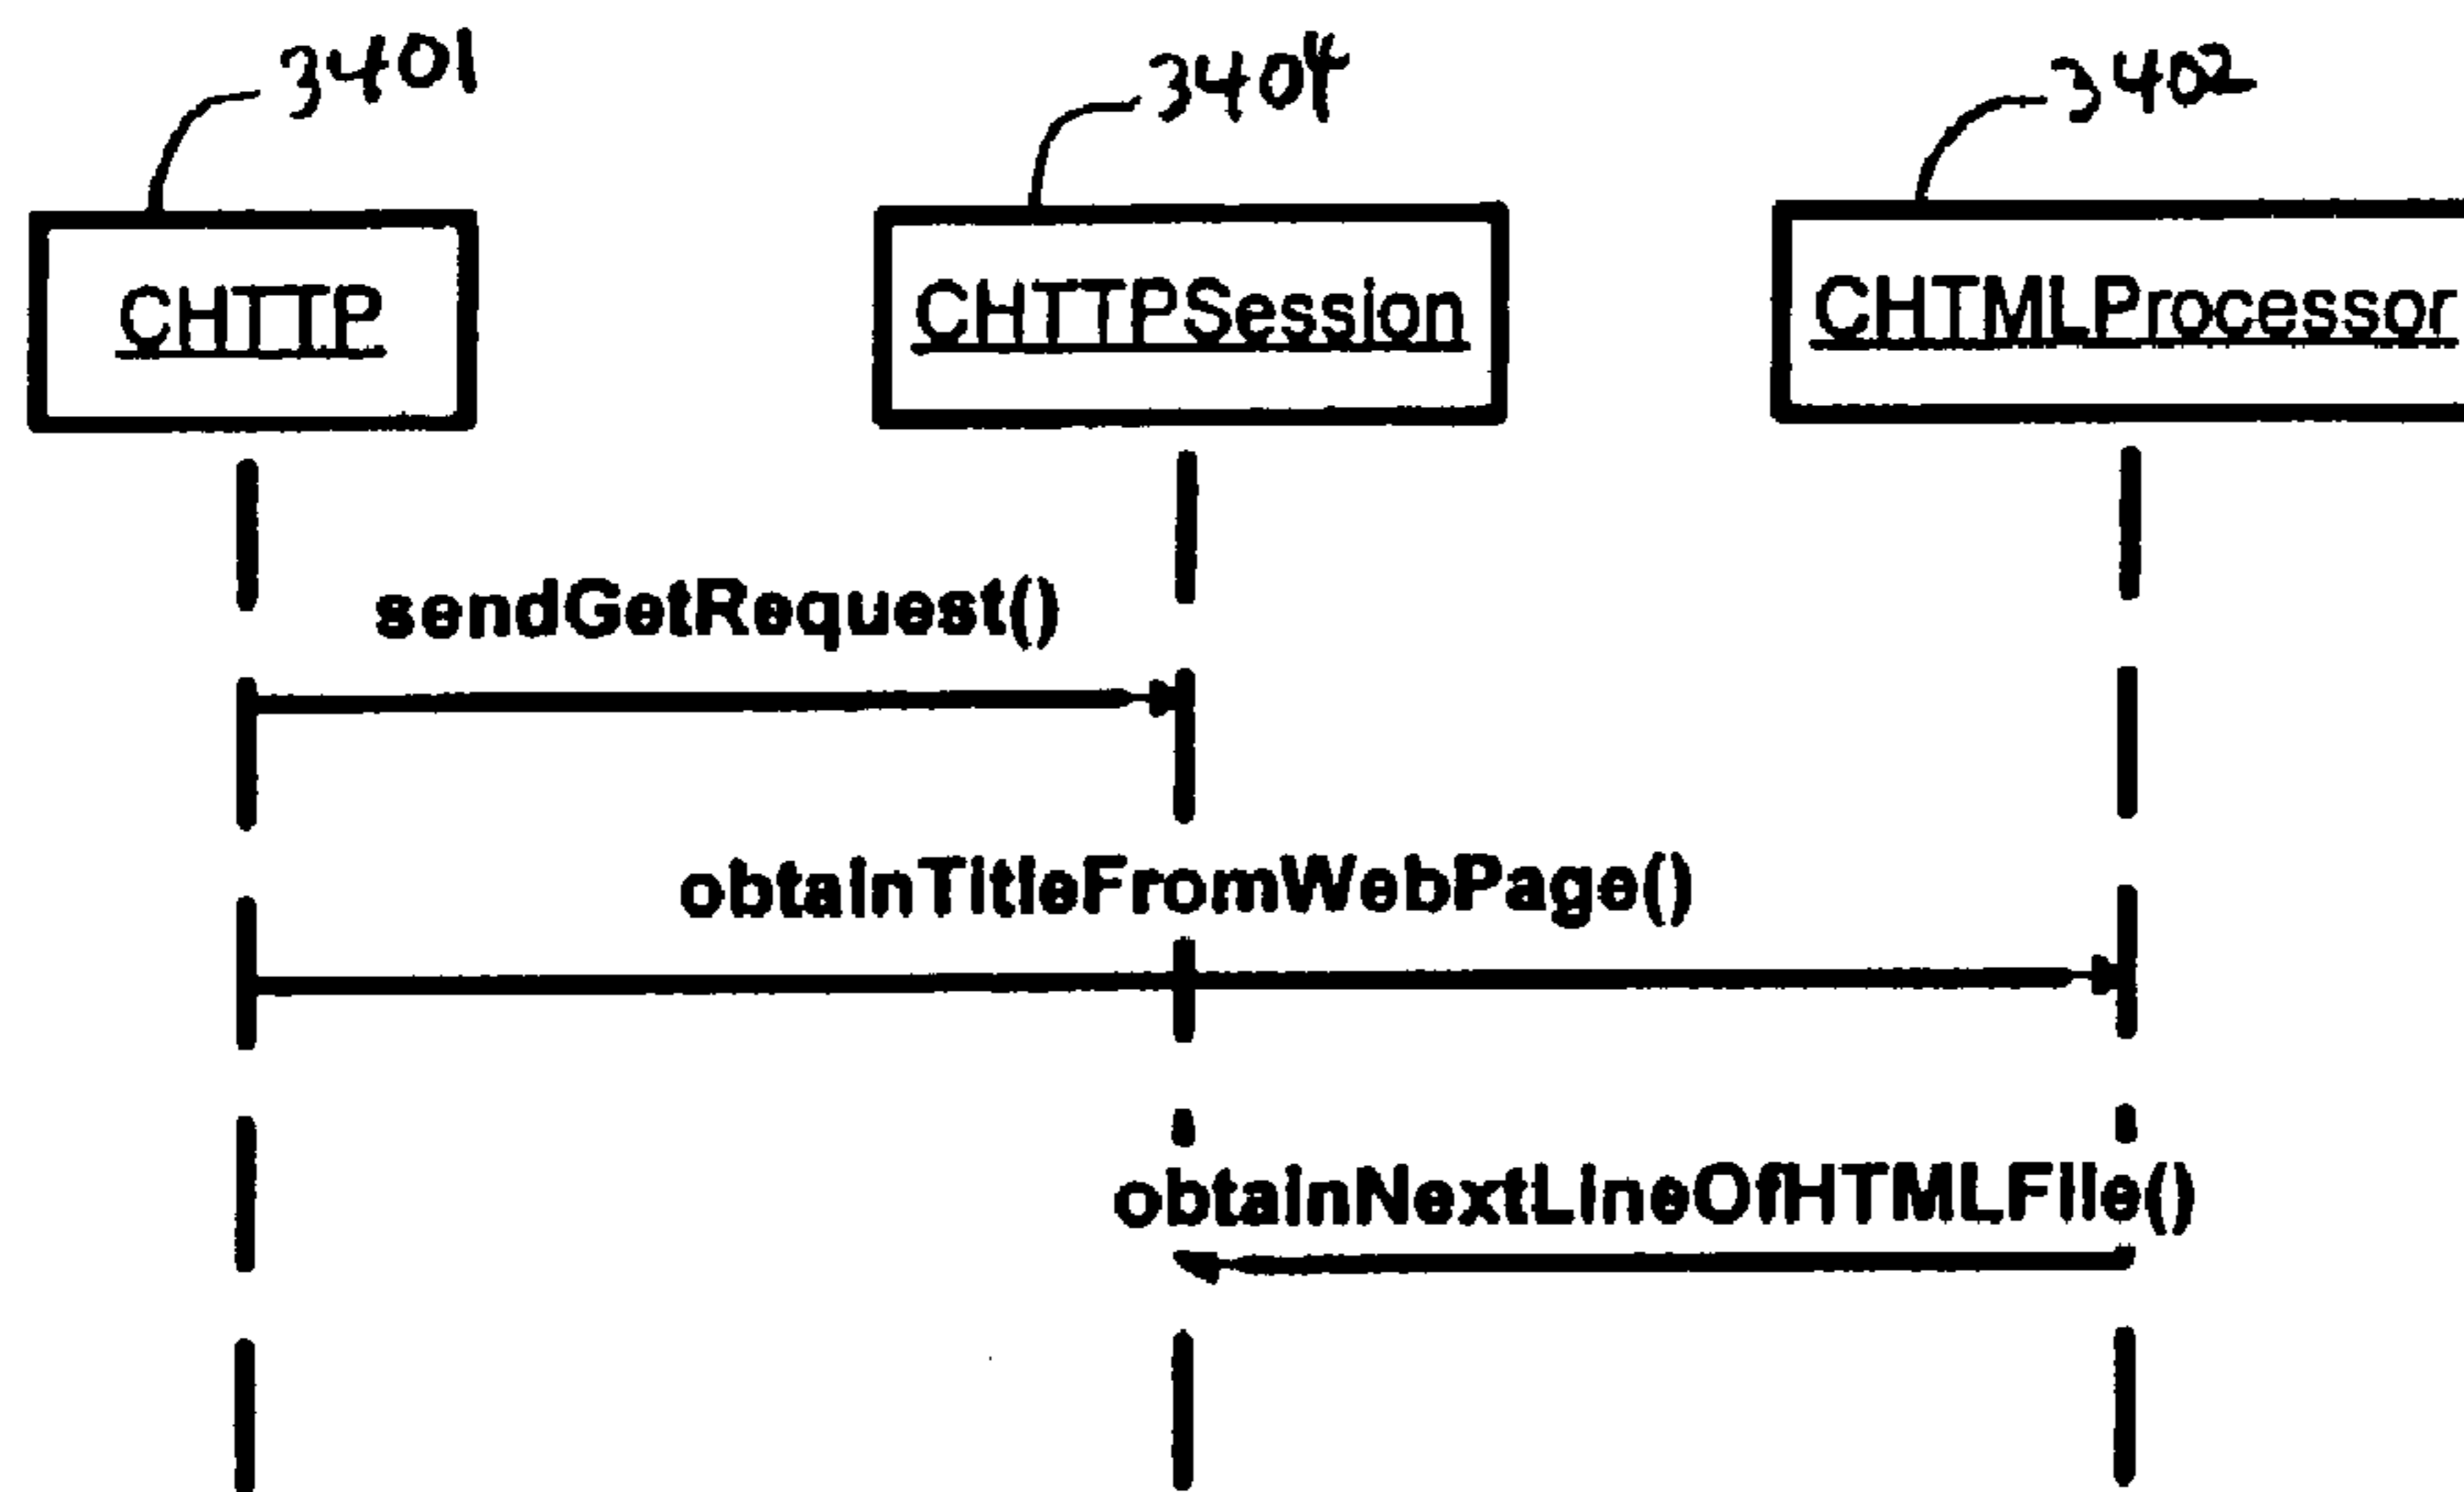 3401 3404 3402
CHTTP CHTTPSession CHTMLProcessor
sendGetRequest()
obtainTitleFromWebPage()
obtainNextLineOfHTMLFile()